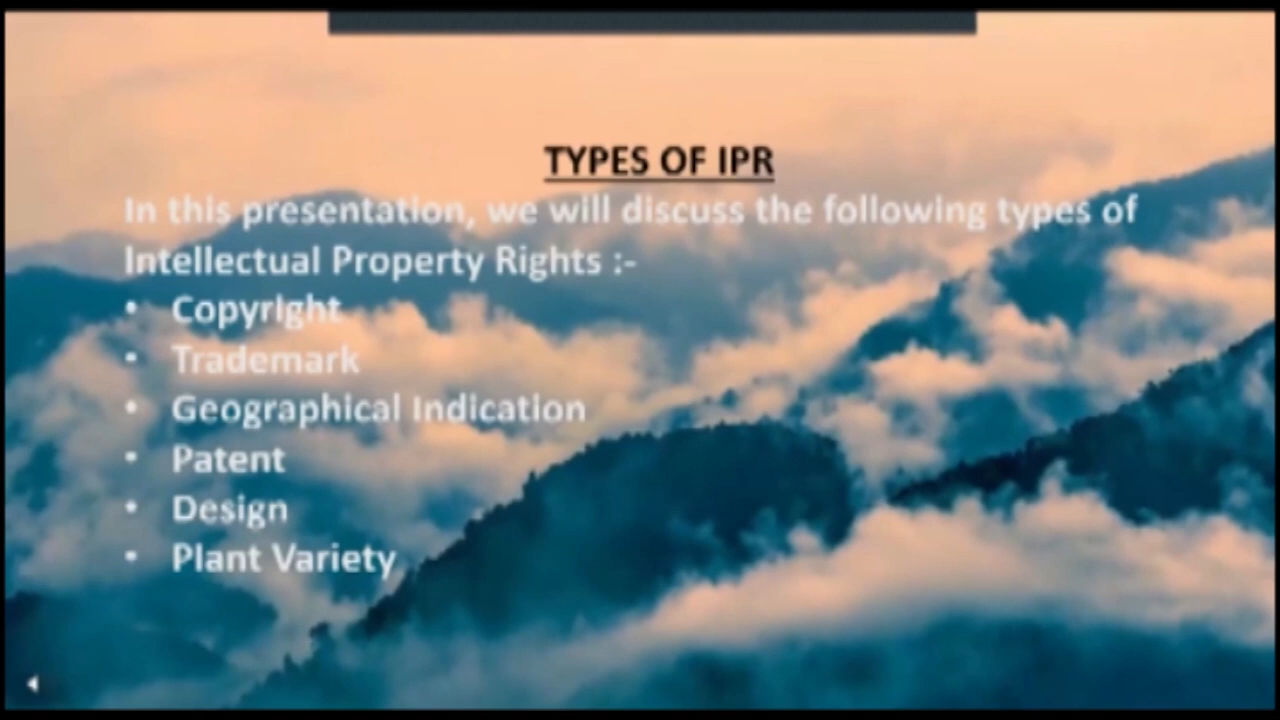 TYPES OF IPR
In this presentation, we will discuss the following types of
Intellectual Property Rights :-
• Copyright
• Trademark
• Geographical Indication
• Patent
• Design
• Plant Variety